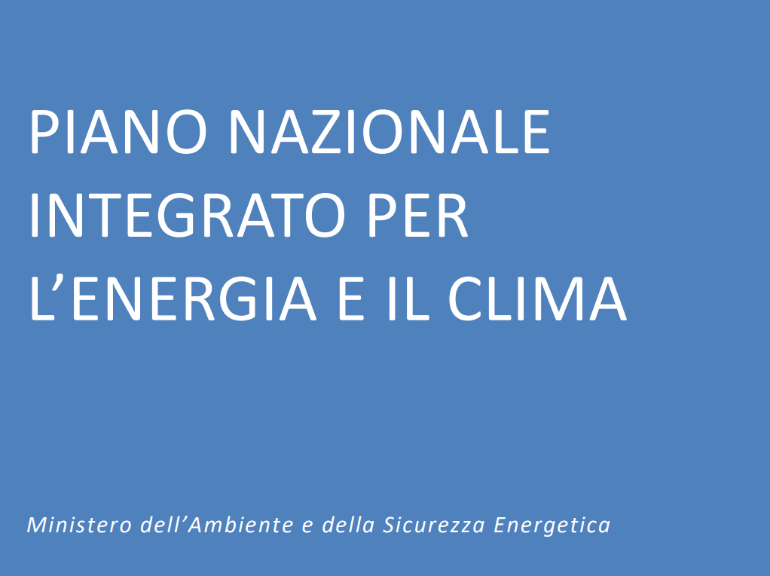 PIANO NAZIONALE
INTEGRATO PER
L’ENERGIA E IL CLIMA
Ministero dell’Ambiente e della Sicurezza Energetica